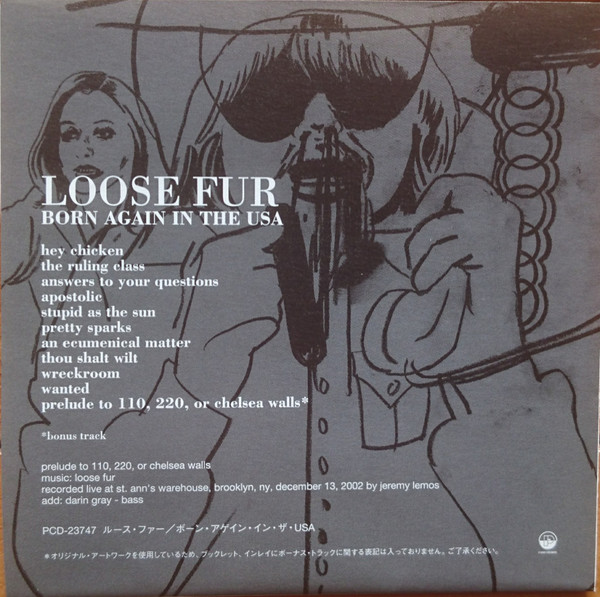 LOOSE FUR
BORN AGAIN IN THE USA
hey chicken
the ruling class
answers to your questions
apostolic
stupid as the sun
pretty sparks
an ecumenical matter
thou shalt wilt
wreckroom
wanted
prelude to 110, 220, or chelsea walls*
*bonus track
prelude to 110, 220, or chelsea walls
music: loose fur
recorded live at st. ann's warehouse, brooklyn, ny, december 13, 2002 by jeremy lemos
add: darin gray - bass
PCD-23747 ルース・ファー／ボーン・アゲイン・イン・ザ・USA
＊オリジナル・アートワークを使用しているため、ブックレット、インレイにボーナス・トラックに関する表記は入っておりません。ご了承ください。